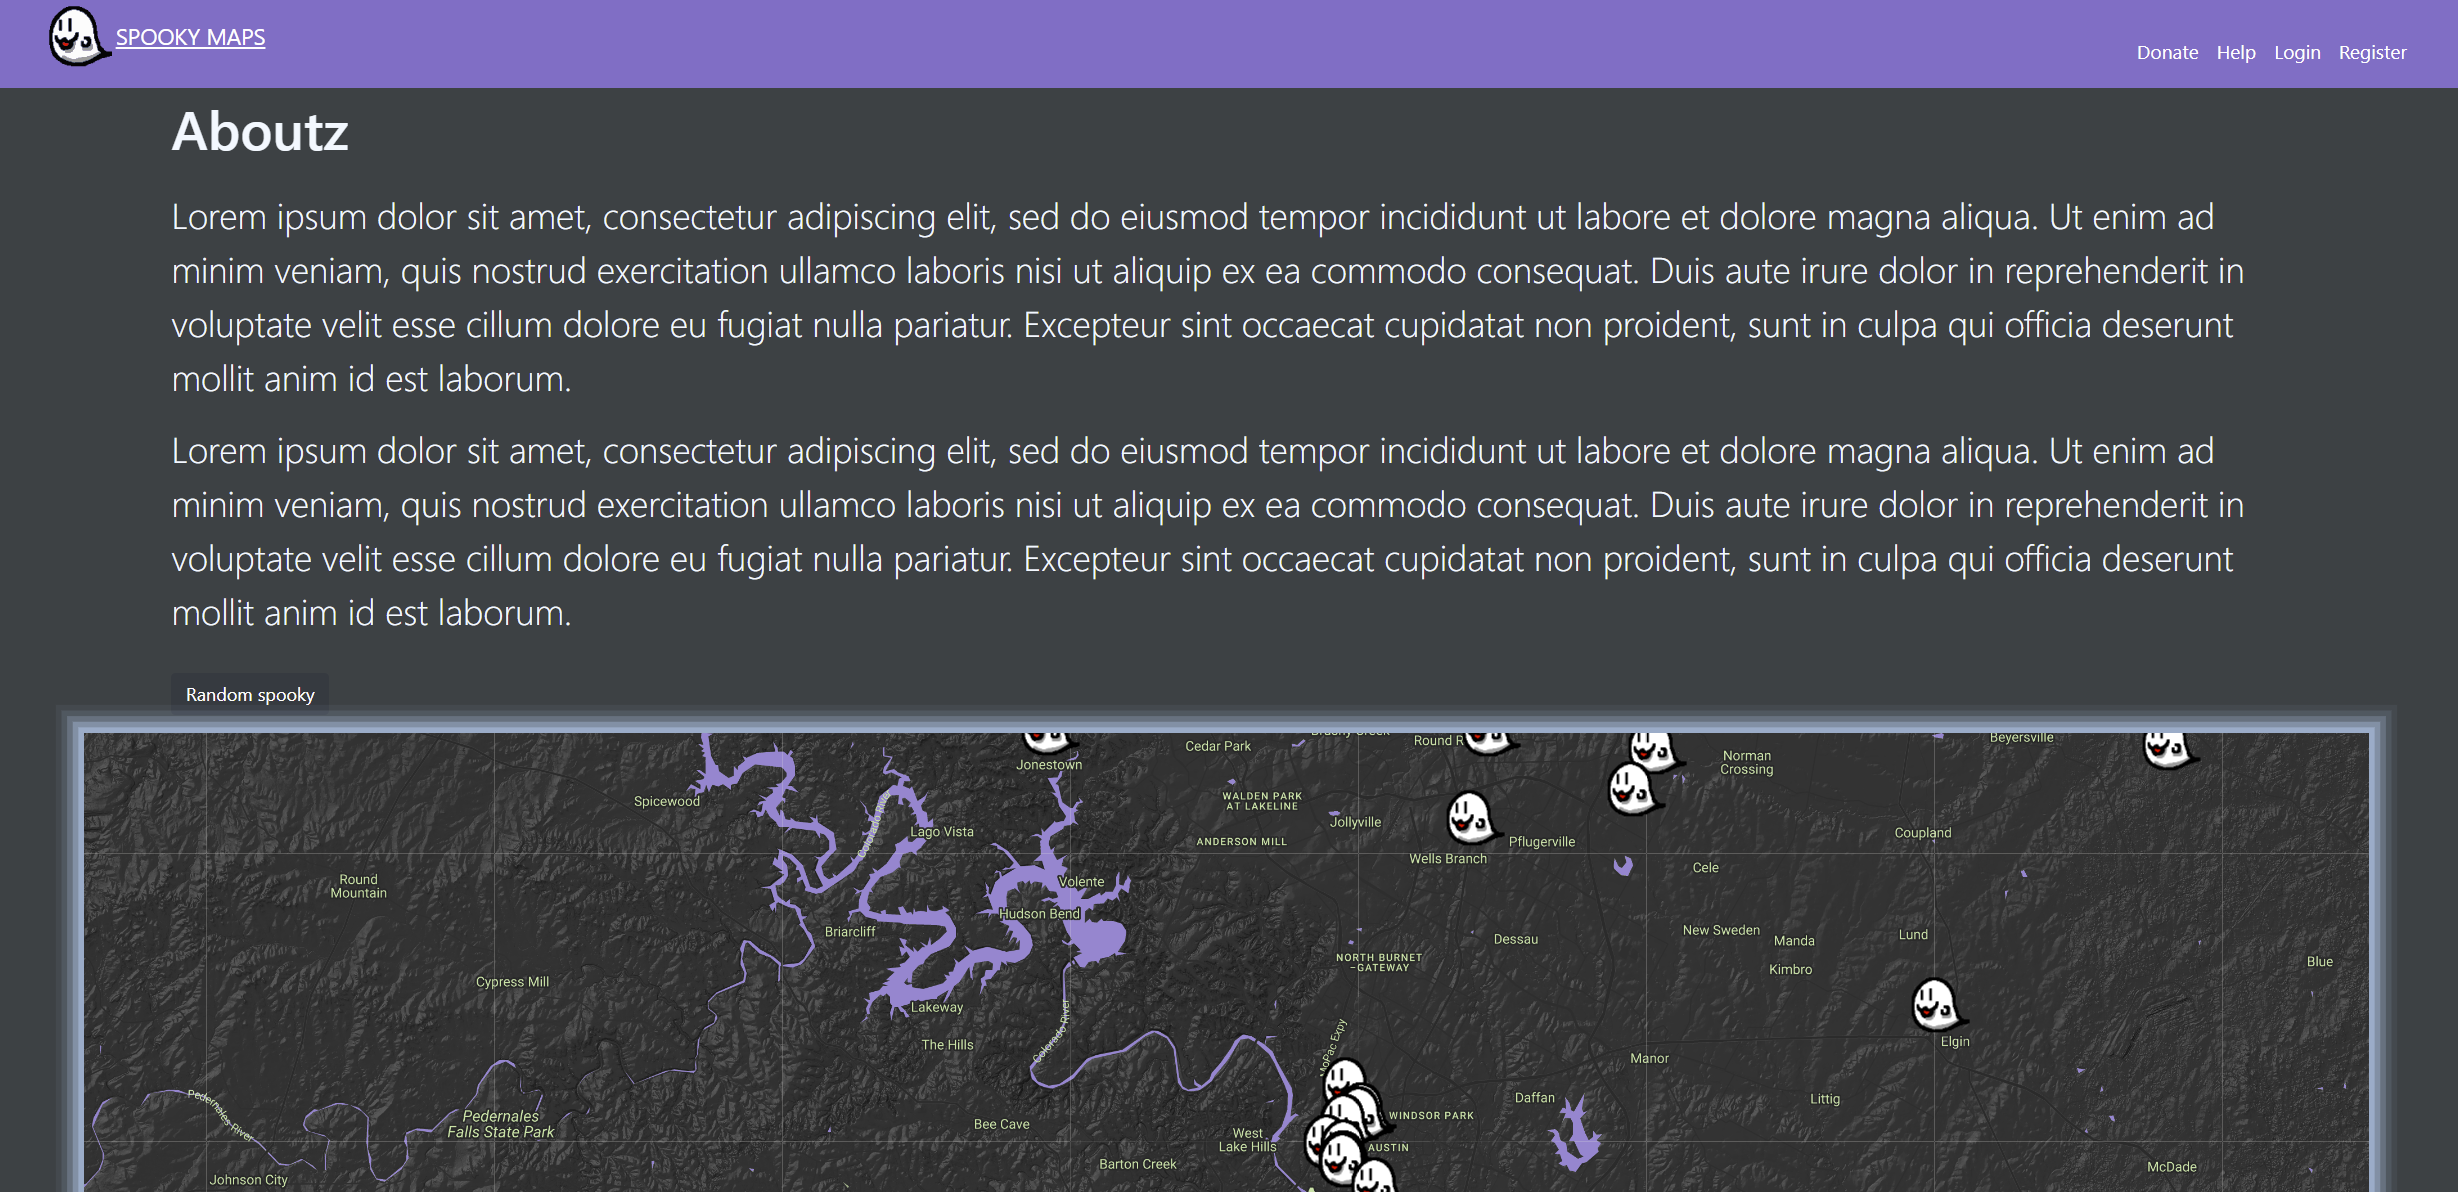 SPOOKY MAPS
Donate Help Login Register
Aboutz
Lorem ipsum dolor sit amet, consectetur adipiscing elit, sed do eiusmod tempor incididunt ut labore et dolore magna aliqua. Ut enim ad
minim veniam, quis nostrud exercitation ullamco laboris nisi ut aliquip ex ea commodo consequat. Duis aute irure dolor in reprehenderit in
voluptate velit esse cillum dolore eu fugiat nulla pariatur. Excepteur sint occaecat cupidatat non proident, sunt in culpa qui officia deserunt
mollit anim id est laborum.
Lorem ipsum dolor sit amet, consectetur adipiscing elit, sed do eiusmod tempor incididunt ut labore et dolore magna aliqua. Ut enim ad
minim veniam, quis nostrud exercitation ullamco laboris nisi ut aliquip ex ea commodo consequat. Duis aute irure dolor in reprehenderit in
voluptate velit esse cillum dolore eu fugiat nulla pariatur. Excepteur sint occaecat cupidatat non proident, sunt in culpa qui officia deserunt
mollit anim id est laborum.
Random spooky
Beyersville
Round R
Cedar Park
Jonestown
Norman
Crossing
Spicewood
WALDEN PARK
AT LAKELINE
Jollyville
Colorado River
Lago Vista
Coupland
ANDERSON MILL
Pflugerville
Wells Branch
Cele
Round
Mountain
Volente
Hudson Bend
Briarcliff
New Sweden
Lund
Dessau
Manda
NORTH BURNET
-GATEWAY
Blue
Kimbro
Cypress Mill
Lakeway
Colorado River
The Hills
MoPac Expy
Elgin
Manor
Pedernales River
Daffan
Littig
Pedernales
Falls State Park
WINDSOR PARK
Bee Cave
West
Lake Hills
AUSTIN
Barton Creek
McDade
Johnson City